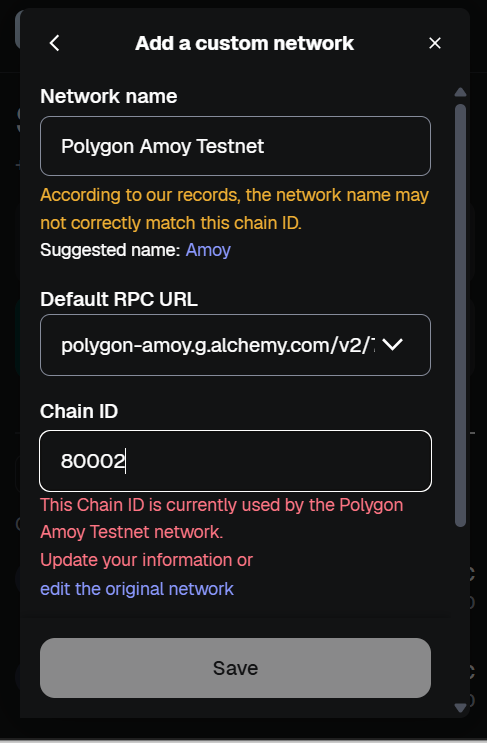 Add a custom network
Network name
Polygon Amoy Testnet
According to our records, the network name may
not correctly match this chain ID.
Suggested name: Amoy
Default RPC URL
polygon-amoy.g.alchemy.com/v2/
Chain ID
80002
This Chain ID is currently used by the Polygon
Amoy Testnet network.
Update your information or
edit the original network
Save